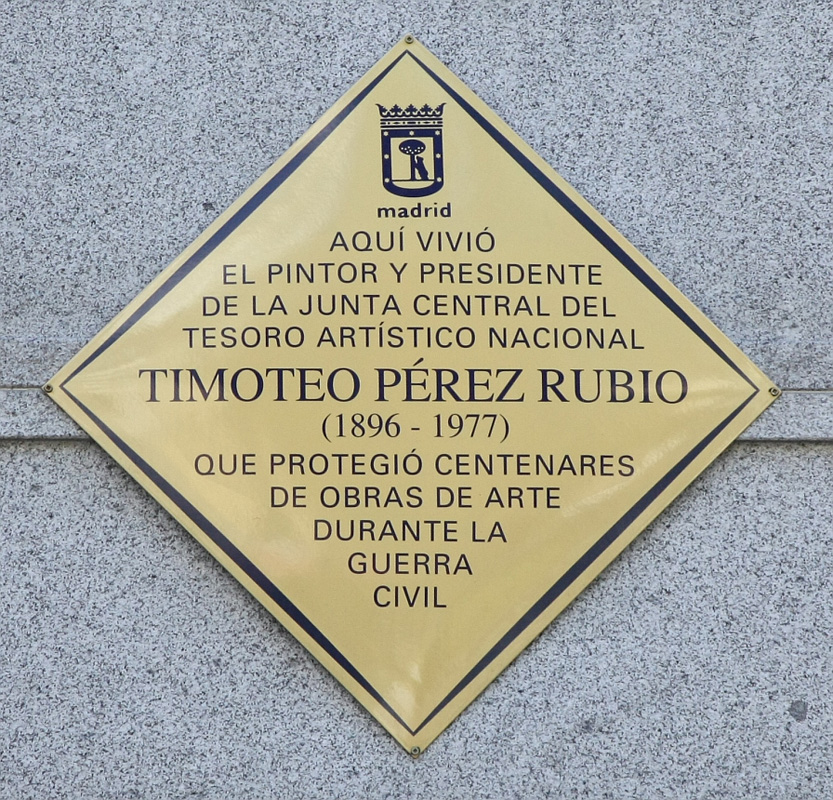 madrid
AQUÍ VIVIÓ
EL PINTOR Y PRESIDENTE
DE LA JUNTA CENTRAL DEL
TESORO ARTÍSTICO NACIONAL
TIMOTEO PÉREZ RUBIO
(1896 - 1977)
QUE PROTEGIÓ CENTENARES
DE OBRAS DE ARTE
DURANTE LA
GUERRA
CIVIL